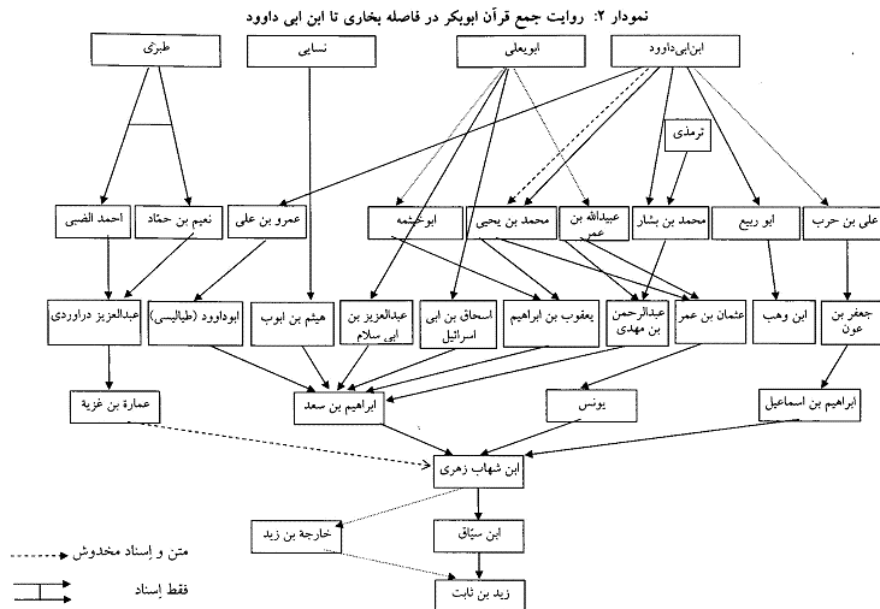 نمودار ۲: روایت جمع قرآن ابوبکر در فاصله بخاری تا ابن ابی داوود
ابن‌ابی‌داوود
ابویعلی
نسایی
طبری
ترمذی
علی بن حرب
ابو ربیع
محمد بن بشار
عبیدالله بن
عمر
محمد بن یحیی
ابوخیثمه
عمرو بن علی
نعیم بن حمّاد
احمد الضبی
جعفر بن
عون
ابن وهب
عثمان بن عمر
عبدالرحمن
بن مهدی
یعقوب بن ابراهیم
اسحاق بن ابی
اسرائیل
عبدالعزیز بن
ابی سلام
هیثم بن ایوب
ابوداوود (طیالیسی)
عبدالعزیز دراوردی
ابراهیم بن اسماعیل
یونس
ابراهیم بن سعد
عمارة بن غزیة
ابن شهاب زهری
ابن سبّاق
خارجة بن زید
زید بن ثابت
متن و إسناد مخدوش
فقط إسناد